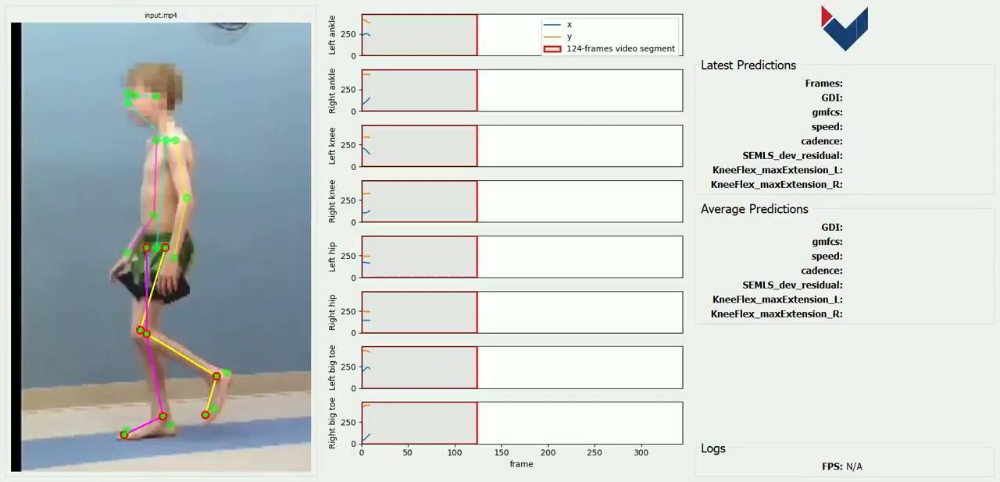 input.mp4
Left ankle
250
0
x
y
124-frames video segment
Right ankle
250
0
Left knee
250
0
Right knee
250
0
Left hip
250
0
Right hip
250
0
Left big toe
250
0
Right big toe
250
0
0 50 100 150 200 250 300
frame
Latest Predictions
Frames:
GDI:
gmfcs:
speed:
cadence:
SEMLS_dev_residual:
KneeFlex_maxExtension_L:
KneeFlex_maxExtension_R:
Average Predictions
GDI:
gmfcs:
speed:
cadence:
SEMLS_dev_residual:
KneeFlex_maxExtension_L:
KneeFlex_maxExtension_R:
Logs
FPS: N/A